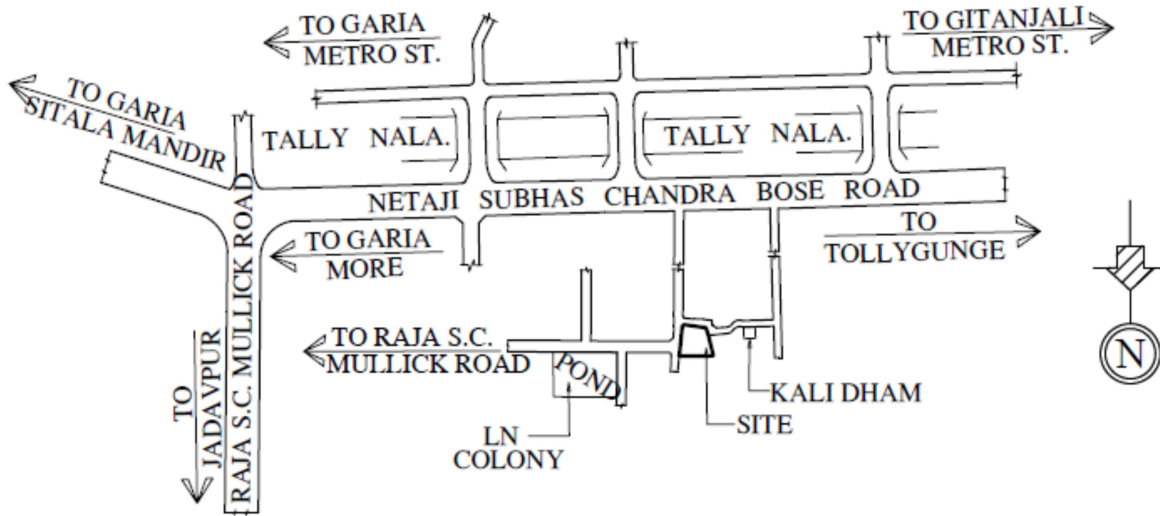 TO GARIA
METRO ST.
TO GITANJALI
METRO ST.
TO GARIA
SITALA MANDIR
TALLY NALA.
TALLY NALA.
NETAJI SUBHAS CHANDRA BOSE ROAD
TO GARIA
MORE
TO
TOLLYGUNGE
RAJA S.C. MULLICK ROAD
TO
JADAVPUR
TO RAJA S.C.
MULLICK ROAD
POND
KALI DHAM
SITE
LN
COLONY
N